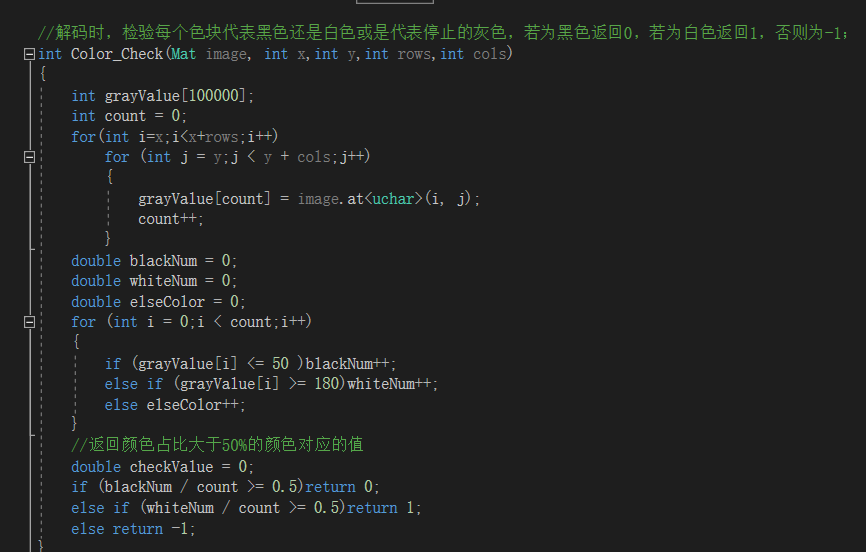 //解码时，检验每个色块代表黑色还是白色或是代表停止的灰色，若为黑色返回0，若为白色返回1，否则为-1；
int Color_Check(Mat image, int x,int y,int rows,int cols)
{
int grayValue[100000];
int count = 0;
for(int i=x;i<x+rows;i++)
for (int j = y;j < y + cols;j++)
{
grayValue[count] = image.at<uchar>(i, j);
count++;
}
double blackNum = 0;
double whiteNum = 0;
double elseColor = 0;
for (int i = 0;i < count;i++)
{
if (grayValue[i] <= 50 )blackNum++;
else if (grayValue[i] >= 180)whiteNum++;
else elseColor++;
}
//返回颜色占比大于50%的颜色对应的值
double checkValue = 0;
if (blackNum / count >= 0.5)return 0;
else if (whiteNum / count >= 0.5)return 1;
else return -1;
}